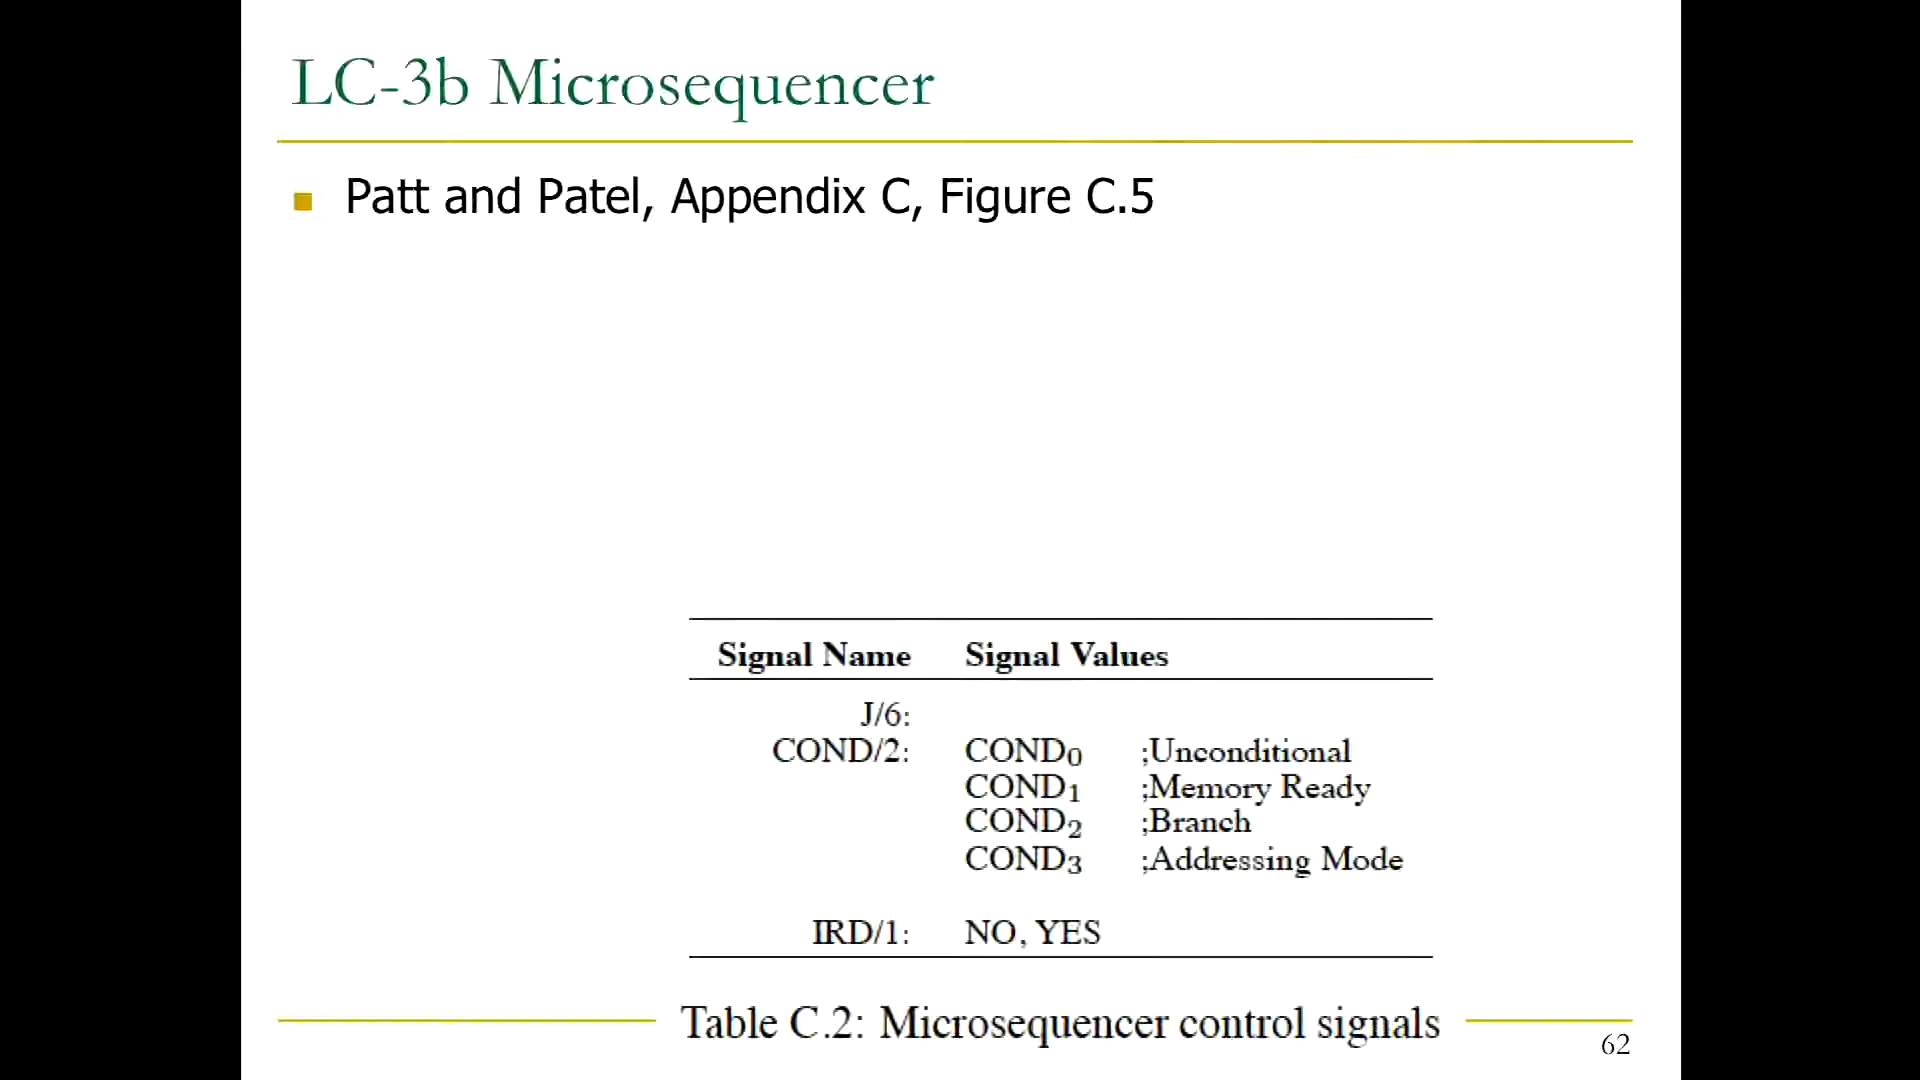 LC-3b Microsequencer
Patt and Patel, Appendix C, Figure C.5
Signal Name Signal Values
J/6:
COND/2: COND0 ;Unconditional
COND1 ;Memory Ready
COND2 ;Branch
COND3 ;Addressing Mode
IRD/1: NO, YES
Table C.2: Microsequencer control signals
62